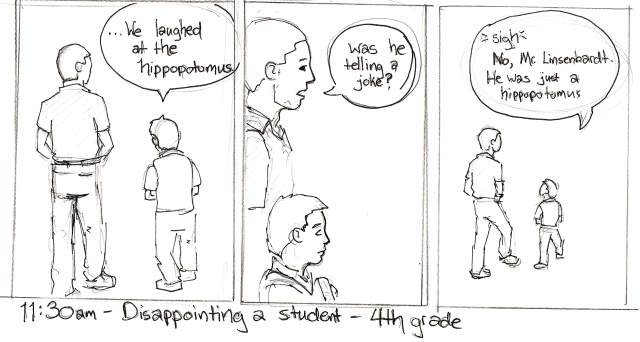 ...We laughed
at the
hippopotomus
Was he
telling a
joke?
*sigh*
No, Mr. Linsenbardt.
He was just a
hippopotomus
11:30am - Disappointing a student - 4th grade